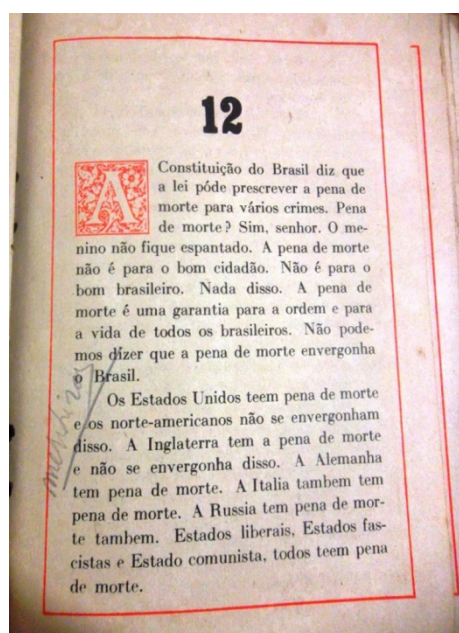 12
A Constituição do Brasil diz que
a lei póde prescrever a pena de
morte para vários crimes. Pena
de morte? Sim, senhor. O me-
nino não fique espantado. A pena de morte
não é para o bom cidadão. Não é para o
bom brasileiro. Nada disso. A pena de
morte é uma garantia para a ordem e para
a vida de todos os brasileiros. Não pode-
mos dizer que a pena de morte envergonha
o Brasil.
Os Estados Unidos teem pena de morte
e os norte-americanos não se envergonham
disso. A Inglaterra tem a pena de morte
e não se envergonha disso. A Alemanha
tem pena de morte. A Italia tambem tem
pena de morte. A Russia tem pena de mor-
te tambem. Estados liberais, Estados fas-
cistas e Estado comunista, todos teem pena
de morte.
mentira